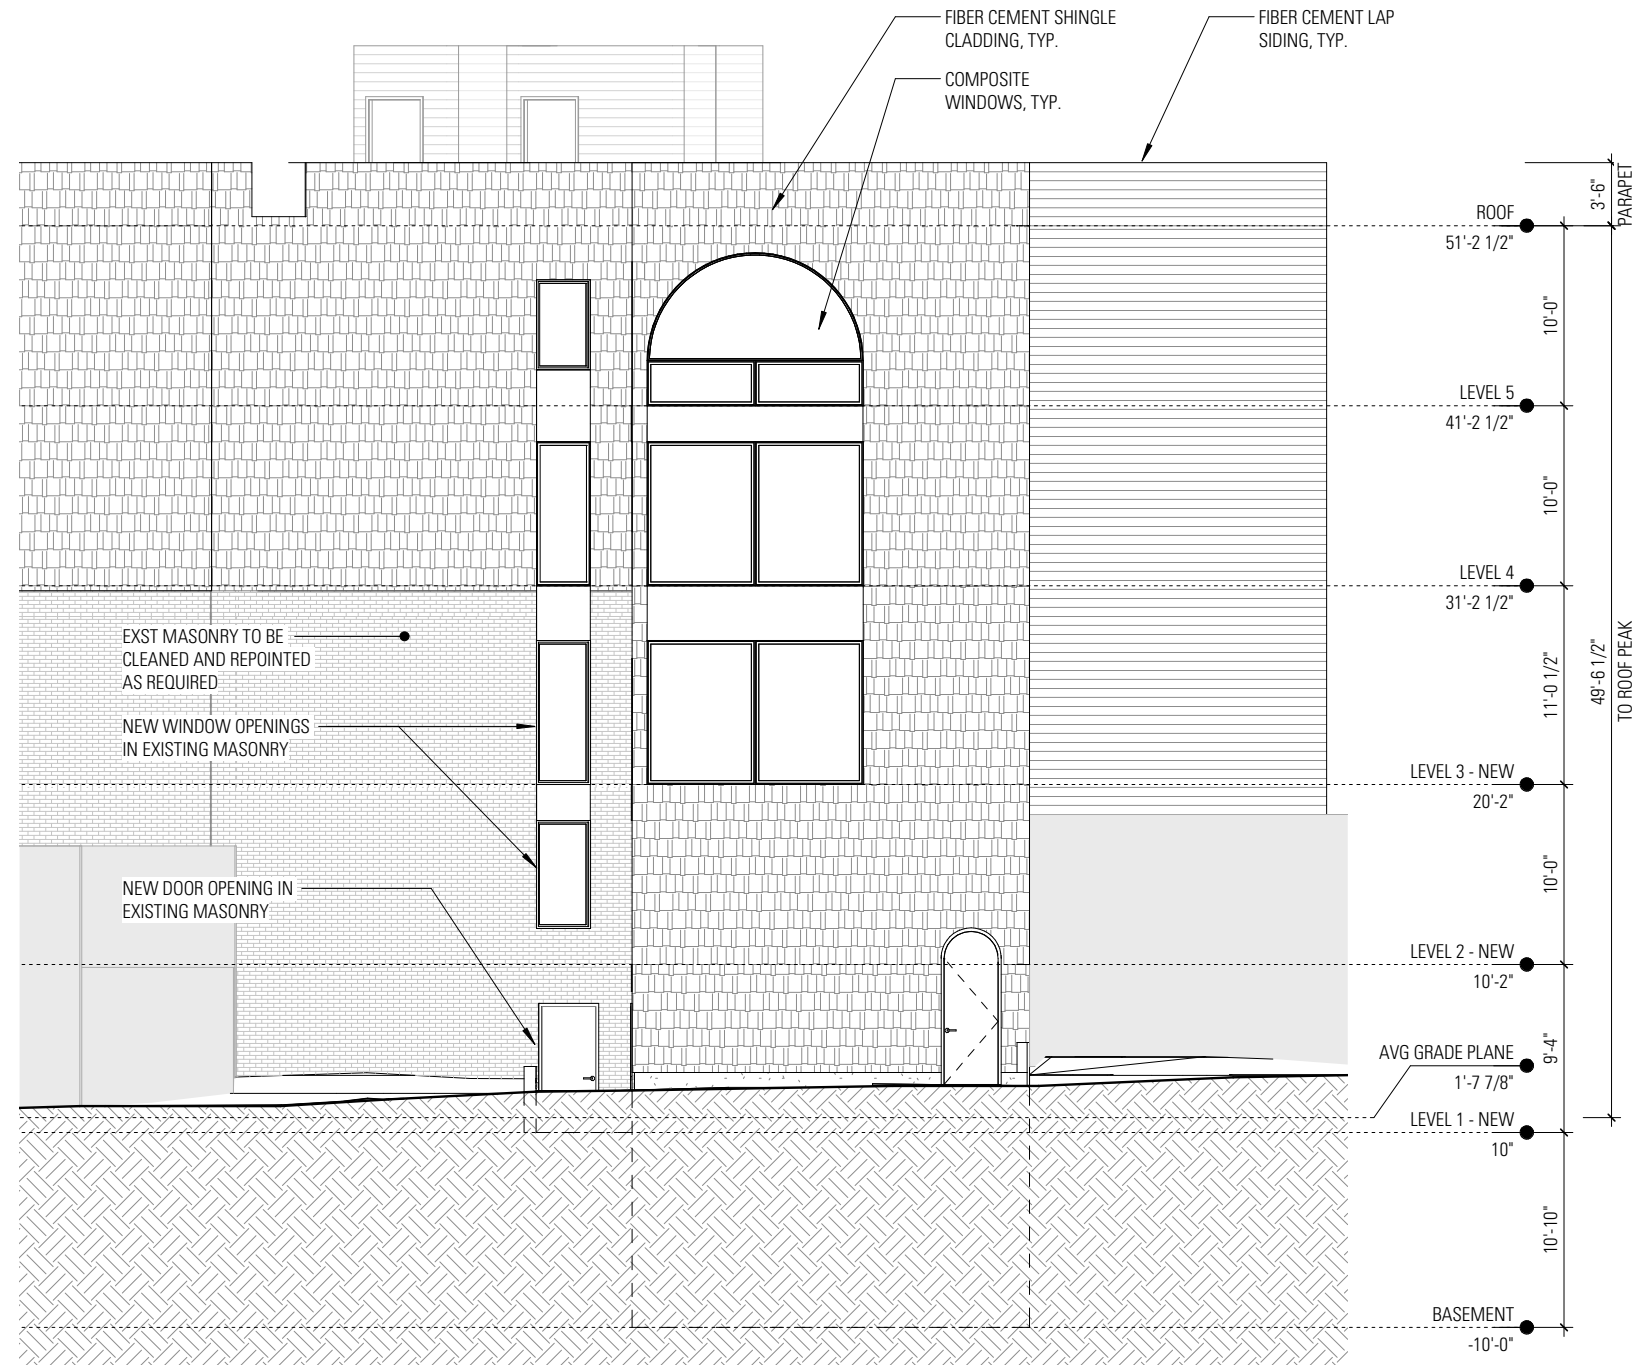 FIBER CEMENT SHINGLE
CLADDING, TYP.
FIBER CEMENT LAP
SIDING, TYP.
COMPOSITE
WINDOWS, TYP.
3'-6"
PARAPET
ROOF
51'-2 1/2"
10'-0"
LEVEL 5
41'-2 1/2"
10'-0"
LEVEL 4
31'-2 1/2"
EXST MASONRY TO BE
CLEANED AND REPOINTED
AS REQUIRED
11'-0 1/2"
49'-6 1/2"
TO ROOF PEAK
NEW WINDOW OPENINGS
IN EXISTING MASONRY
LEVEL 3 - NEW
20'-2"
10'-0"
NEW DOOR OPENING IN
EXISTING MASONRY
LEVEL 2 - NEW
10'-2"
9'-4"
AVG GRADE PLANE
1'-7 7/8"
LEVEL 1 - NEW
10"
10'-10"
BASEMENT
-10'-0"